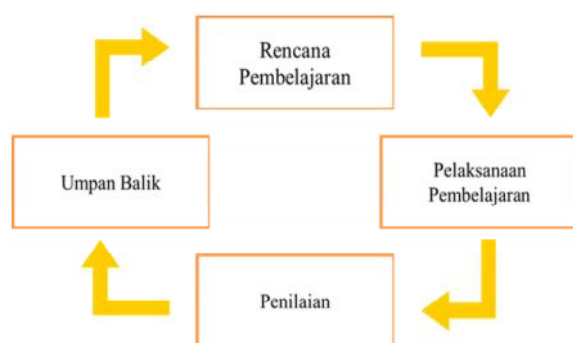 Rencana
Pembelajaran
Umpan Balik
Pelaksanaan
Pembelajaran
Penilaian